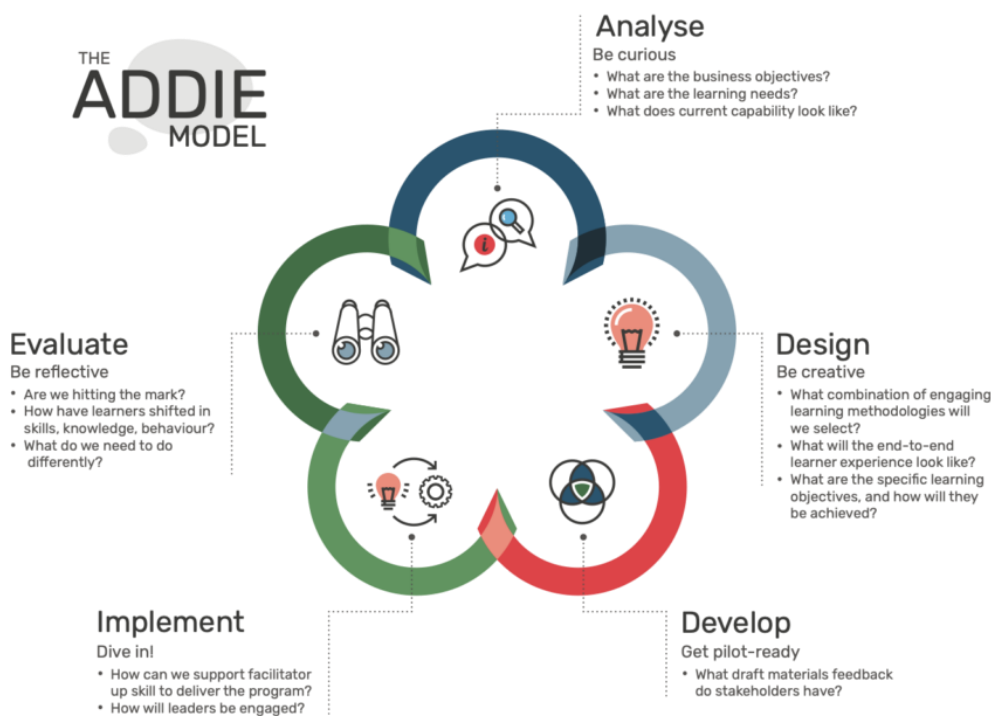 THE
ADDIE
MODEL
Analyse
Be curious
• What are the business objectives?
• What are the learning needs?
• What does current capability look like?
i
Design
Be creative
• What combination of engaging
learning methodologies will
we select?
• What will the end-to-end
learner experience look like?
• What are the specific learning
objectives, and how will they
be achieved?
Develop
Get pilot-ready
• What draft materials feedback
do stakeholders have?
Implement
Dive in!
• How can we support facilitator
up skill to deliver the program?
• How will leaders be engaged?
Evaluate
Be reflective
• Are we hitting the mark?
• How have learners shifted in
skills, knowledge, behaviour?
• What do we need to do
differently?